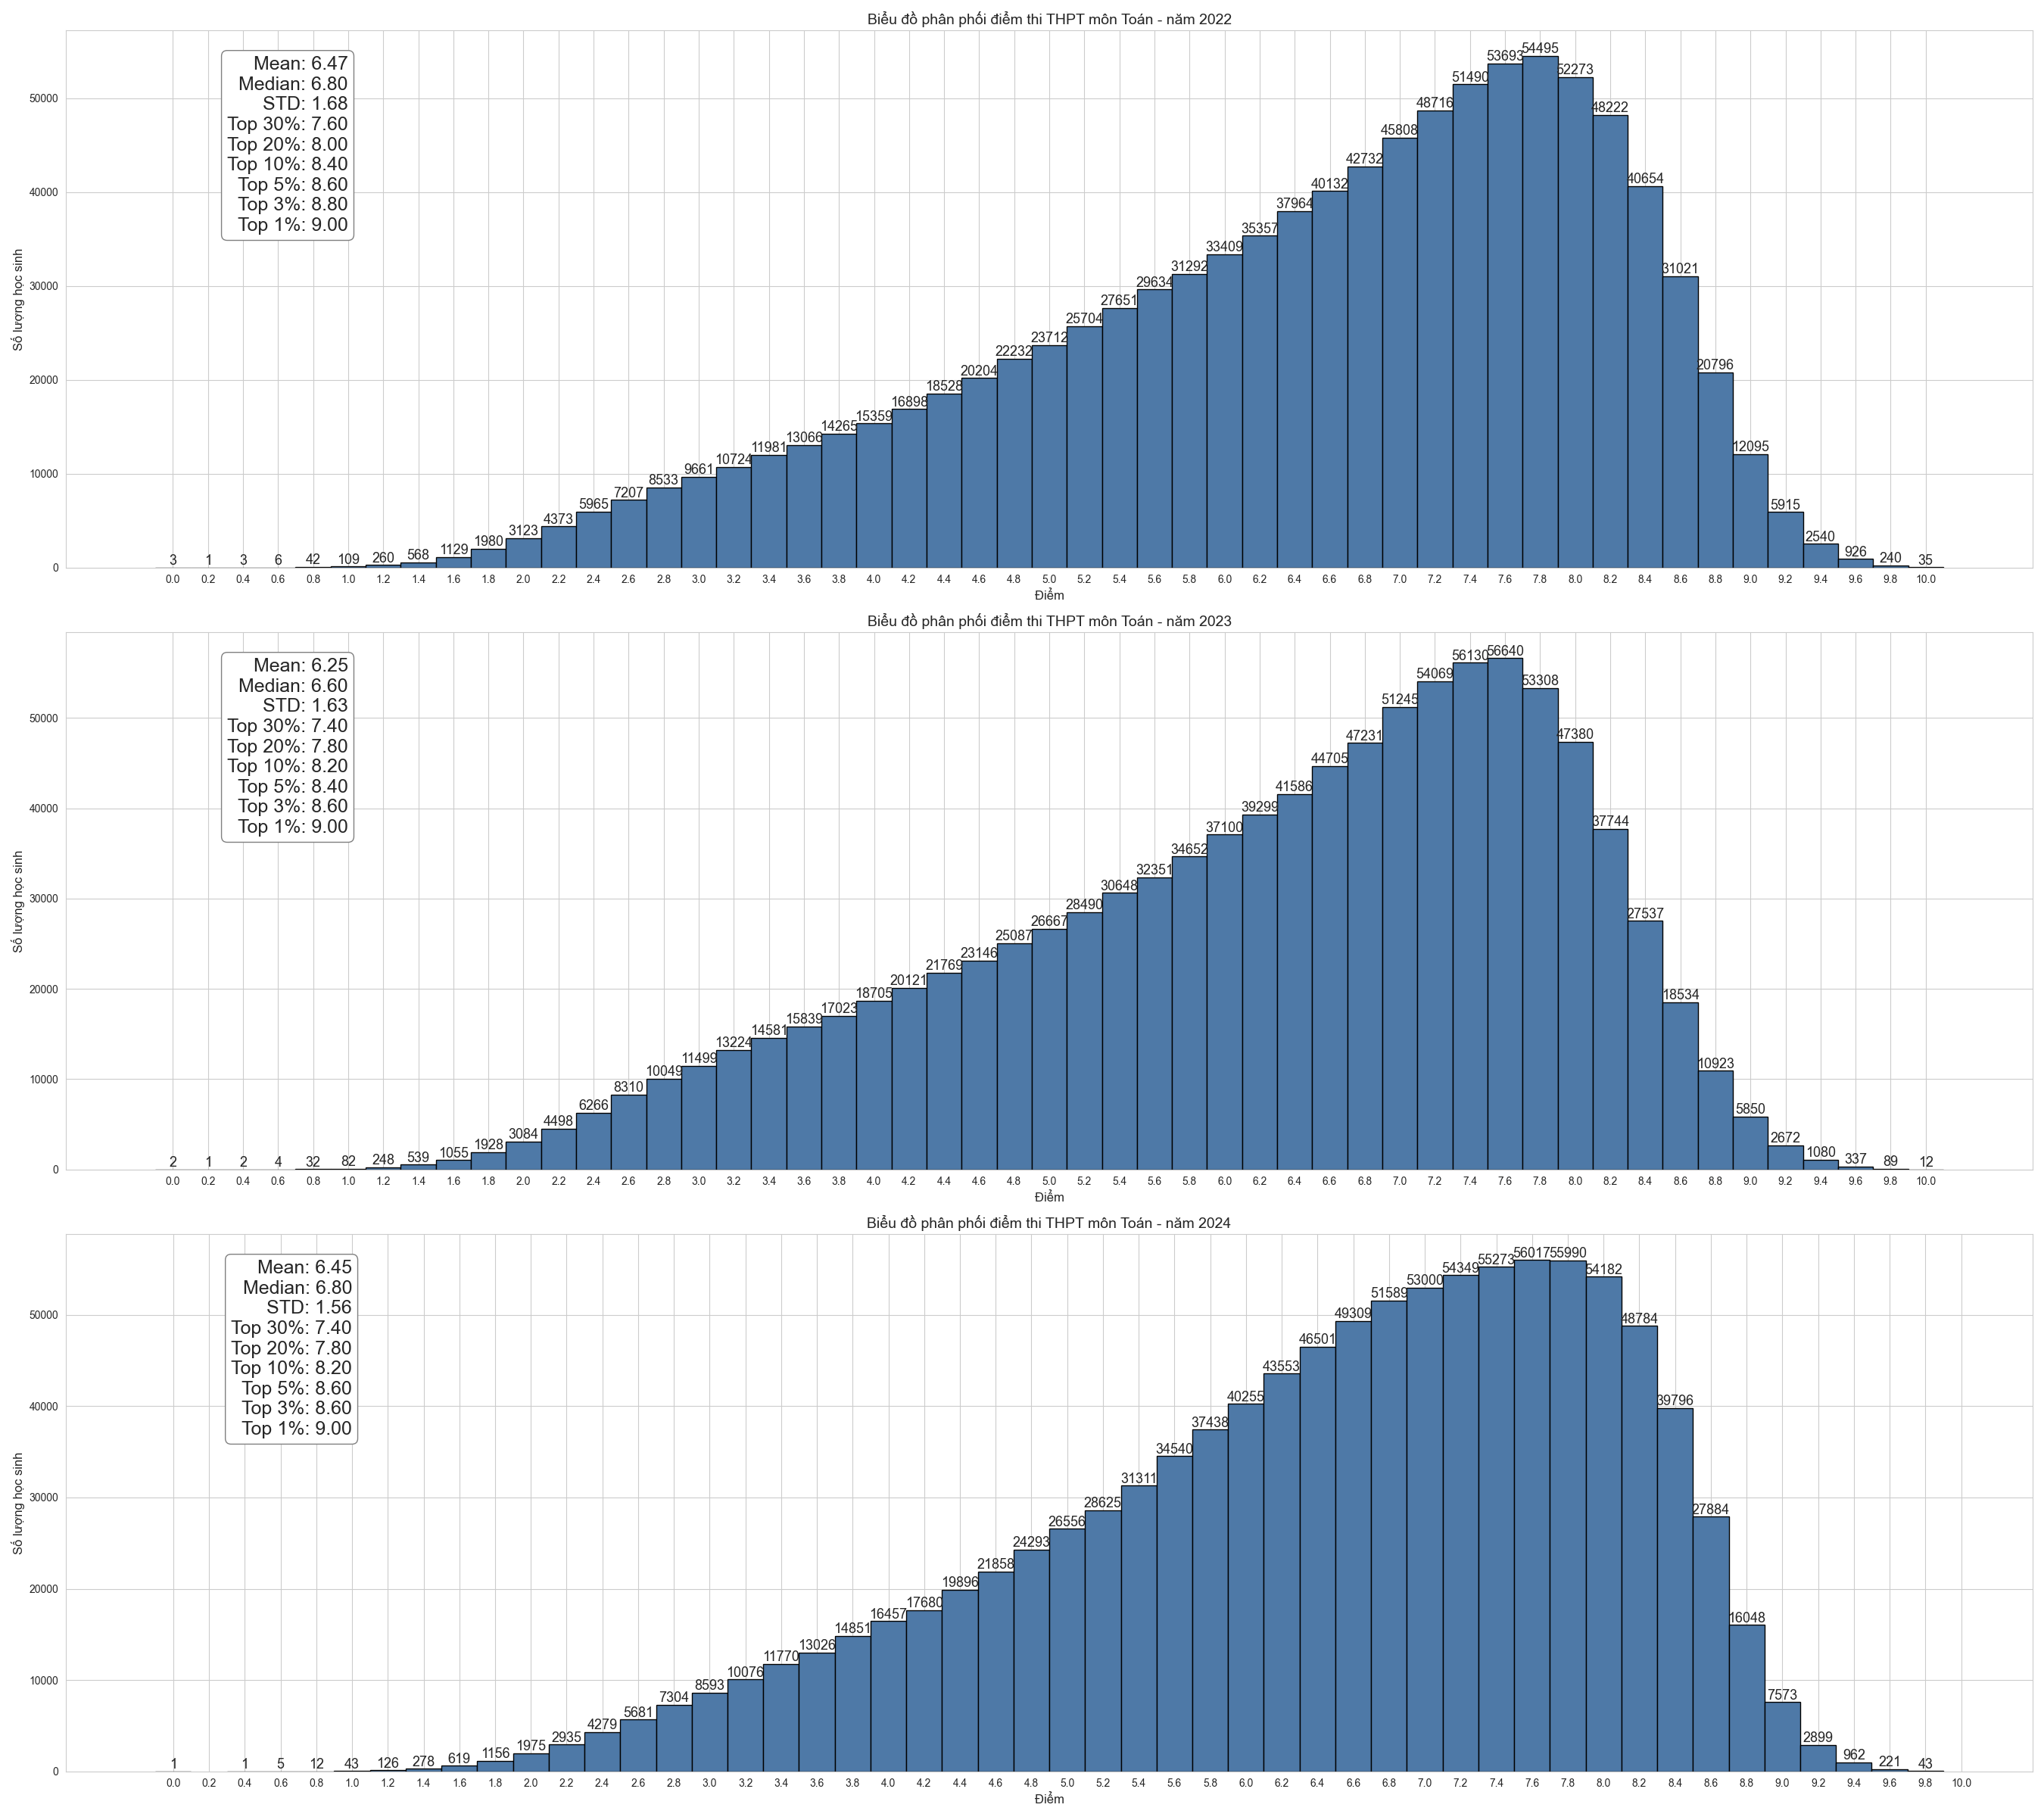 Biểu đồ phân phối điểm thi THPT môn Toán - năm 2022
Mean: 6.47
Median: 6.80
STD: 1.68
Top 30%: 7.60
Top 20%: 8.00
Top 10%: 8.40
Top 5%: 8.60
Top 3%: 8.80
Top 1%: 9.00
Số lượng học sinh
50000
40000
30000
20000
10000
0
3 1 3 6 42 109 260 568 1129 1980 3123 4373 5965 7207 8533 9661 10724 11981 13066 14265 15359 16898 18528 20204 22232 23712 25704 27651 29634 31292 33409 35357 37964 40132 42732 45808 48716 51490 53693 54495 52273 48222 40654 31021 20796 12095 5915 2540 926 240 35
0.0 0.2 0.4 0.6 0.8 1.0 1.2 1.4 1.6 1.8 2.0 2.2 2.4 2.6 2.8 3.0 3.2 3.4 3.6 3.8 4.0 4.2 4.4 4.6 4.8 5.0 5.2 5.4 5.6 5.8 6.0 6.2 6.4 6.6 6.8 7.0 7.2 7.4 7.6 7.8 8.0 8.2 8.4 8.6 8.8 9.0 9.2 9.4 9.6 9.8 10.0
Điểm
Biểu đồ phân phối điểm thi THPT môn Toán - năm 2023
Mean: 6.25
Median: 6.60
STD: 1.63
Top 30%: 7.40
Top 20%: 7.80
Top 10%: 8.20
Top 5%: 8.40
Top 3%: 8.60
Top 1%: 9.00
Số lượng học sinh
50000
40000
30000
20000
10000
0
2 1 2 4 32 82 248 539 1055 1928 3084 4498 6266 8310 10049 11499 13224 14581 15839 17023 18705 20121 21769 23146 25087 26667 28490 30648 32351 34652 37100 39299 41586 44705 47231 51245 54069 56130 56640 53308 47380 37744 27537 18534 10923 5850 2672 1080 337 89 12
0.0 0.2 0.4 0.6 0.8 1.0 1.2 1.4 1.6 1.8 2.0 2.2 2.4 2.6 2.8 3.0 3.2 3.4 3.6 3.8 4.0 4.2 4.4 4.6 4.8 5.0 5.2 5.4 5.6 5.8 6.0 6.2 6.4 6.6 6.8 7.0 7.2 7.4 7.6 7.8 8.0 8.2 8.4 8.6 8.8 9.0 9.2 9.4 9.6 9.8 10.0
Điểm
Biểu đồ phân phối điểm thi THPT môn Toán - năm 2024
Mean: 6.45
Median: 6.80
STD: 1.56
Top 30%: 7.40
Top 20%: 7.80
Top 10%: 8.20
Top 5%: 8.60
Top 3%: 8.60
Top 1%: 9.00
Số lượng học sinh
50000
40000
30000
20000
10000
0
1 1 5 12 43 126 278 619 1156 1975 2935 4279 5681 7304 8593 10076 11770 13026 14851 16457 17680 19896 21858 24293 26556 28625 31311 34540 37438 40255 43553 46501 49309 51589 53000 54349 55273 56017 55990 54182 48784 39796 27884 16048 7573 2899 962 221 43
0.0 0.2 0.4 0.6 0.8 1.0 1.2 1.4 1.6 1.8 2.0 2.2 2.4 2.6 2.8 3.0 3.2 3.4 3.6 3.8 4.0 4.2 4.4 4.6 4.8 5.0 5.2 5.4 5.6 5.8 6.0 6.2 6.4 6.6 6.8 7.0 7.2 7.4 7.6 7.8 8.0 8.2 8.4 8.6 8.8 9.0 9.2 9.4 9.6 9.8 10.0
Điểm